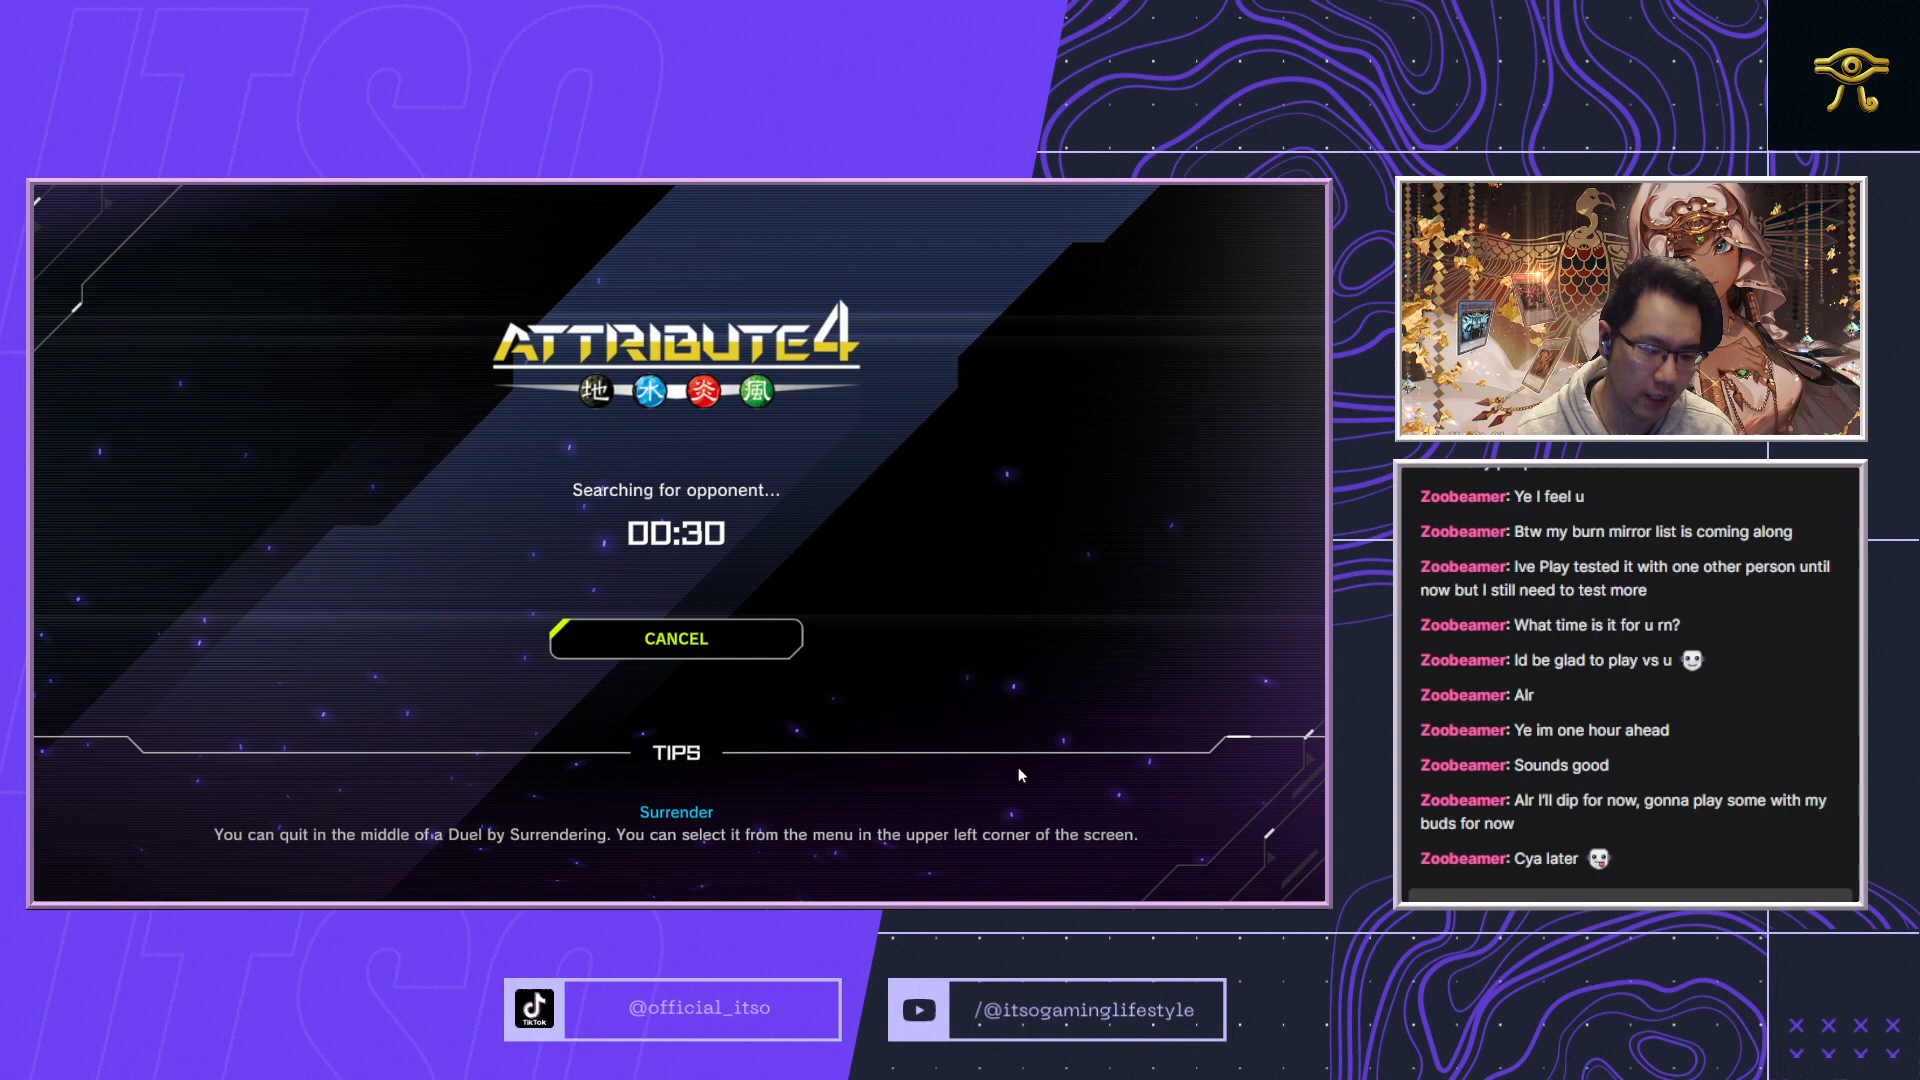 ITSO
ATTRIBUTE4
地 水 炎 風
Searching for opponent...
00:30
CANCEL
TIPS
Surrender
You can quit in the middle of a Duel by Surrendering. You can select it from the menu in the upper left corner of the screen.
Zoobeamer: Ye I feel u
Zoobeamer: Btw my burn mirror list is coming along
Zoobeamer: Ive Play tested it with one other person until
now but I still need to test more
Zoobeamer: What time is it for u rn?
Zoobeamer: Id be glad to play vs u
Zoobeamer: Alr
Zoobeamer: Ye im one hour ahead
Zoobeamer: Sounds good
Zoobeamer: Alr I'll dip for now, gonna play some with my
buds for now
Zoobeamer: Cya later
ITSO
TikTok
@official_itso
/@itsogaminglifestyle